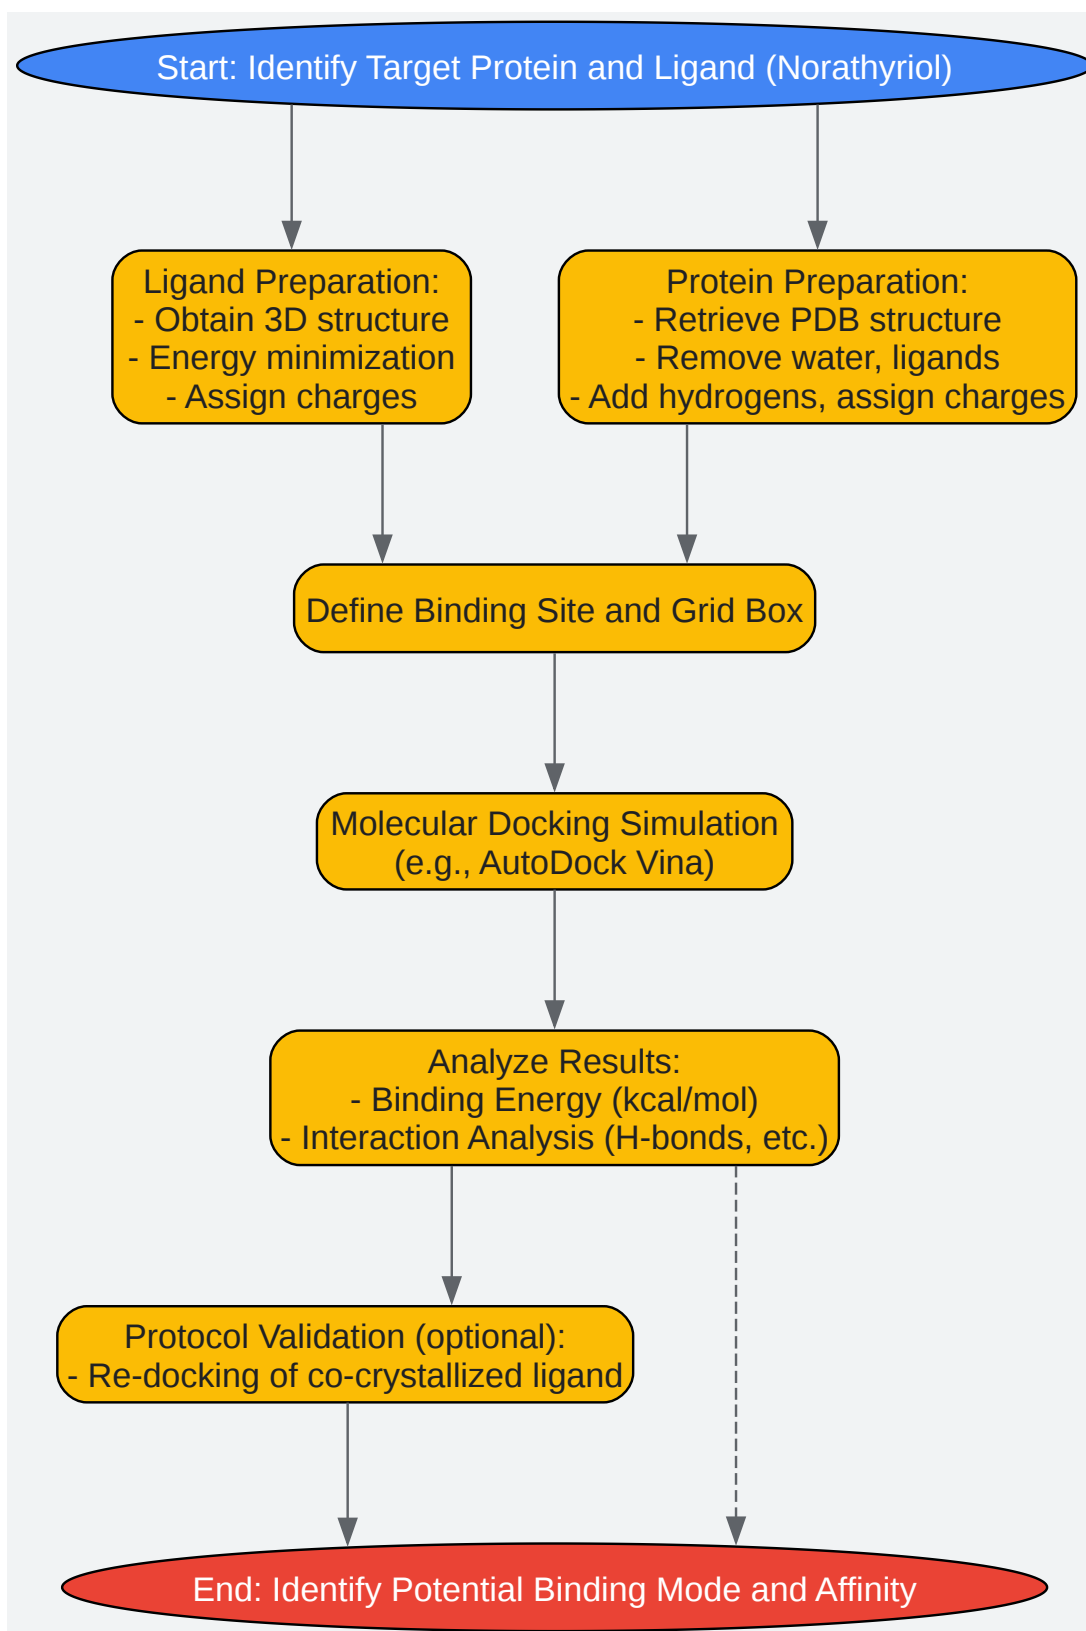 Start: Identify Target Protein and Ligand (Norathyriol)
Ligand Preparation:
- Obtain 3D structure
- Energy minimization
- Assign charges
Protein Preparation:
- Retrieve PDB structure
- Remove water, ligands
- Add hydrogens, assign charges
Define Binding Site and Grid Box
Molecular Docking Simulation
(e.g., AutoDock Vina)
Analyze Results:
- Binding Energy (kcal/mol)
- Interaction Analysis (H-bonds, etc.)
Protocol Validation (optional):
- Re-docking of co-crystallized ligand
End: Identify Potential Binding Mode and Affinity